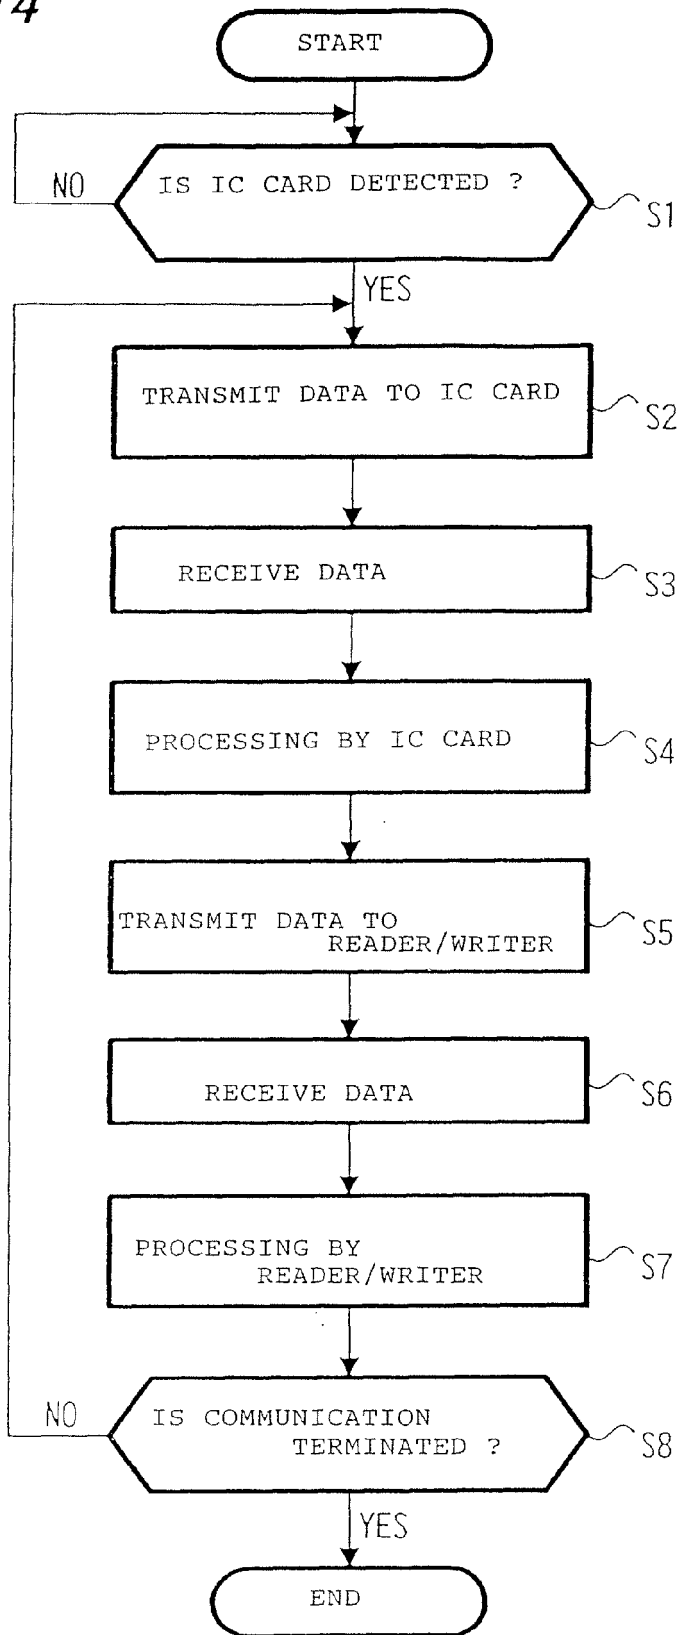 14
START
NO
IS IC CARD DETECTED ?
S1
YES
TRANSMIT DATA TO IC CARD
S2
RECEIVE DATA
S3
PROCESSING BY IC CARD
S4
TRANSMIT DATA TO
READER/WRITER
S5
RECEIVE DATA
S6
PROCESSING BY
READER/WRITER
S7
NO
IS COMMUNICATION
TERMINATED ?
S8
YES
END